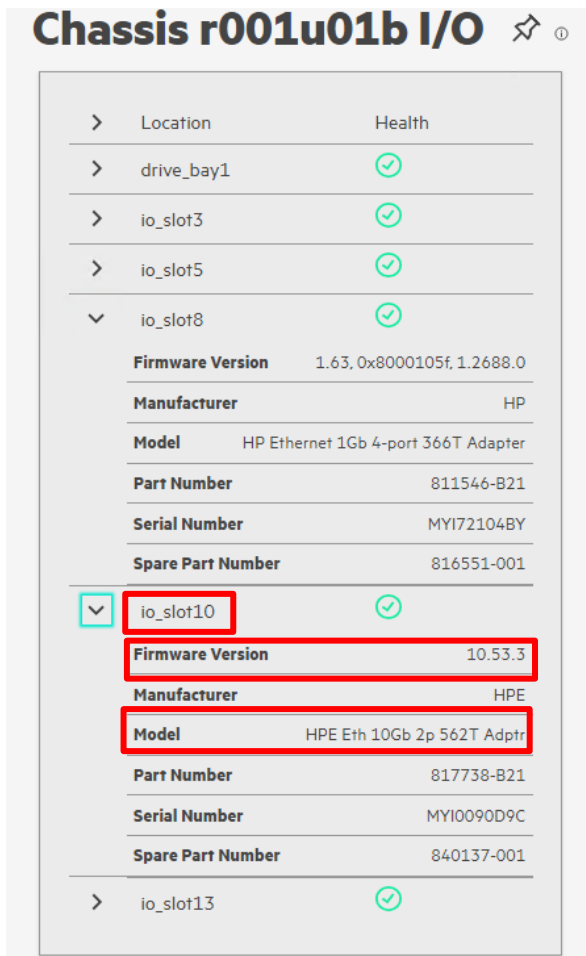 Chassis r001u01b I/O
Location Health
drive_bay1
io_slot3
io_slot5
io_slot8
Firmware Version 1.63, 0x8000105f, 1.2688.0
Manufacturer HP
Model HP Ethernet 1Gb 4-port 366T Adapter
Part Number 811546-B21
Serial Number MYI72104BY
Spare Part Number 816551-001
io_slot10
Firmware Version 10.53.3
Manufacturer HPE
Model HPE Eth 10Gb 2p 562T Adptr
Part Number 817738-B21
Serial Number MYI0090D9C
Spare Part Number 840137-001
io_slot13